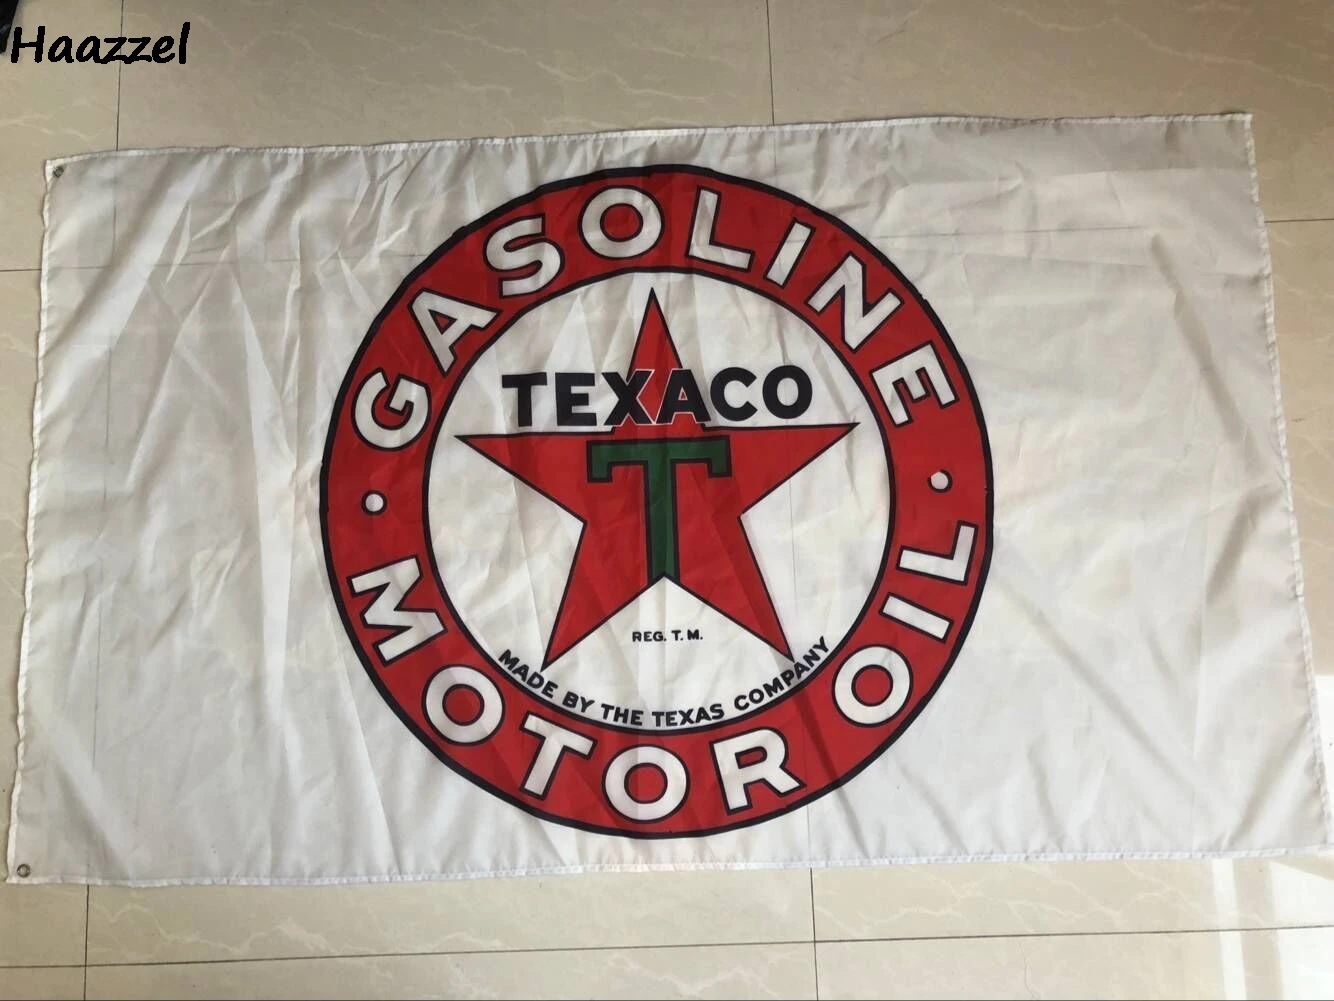 Haazzel
GASOLINE
TEXACO
T
REG. T. M.
MADE BY THE TEXAS COMPANY
• MOTOR OIL •